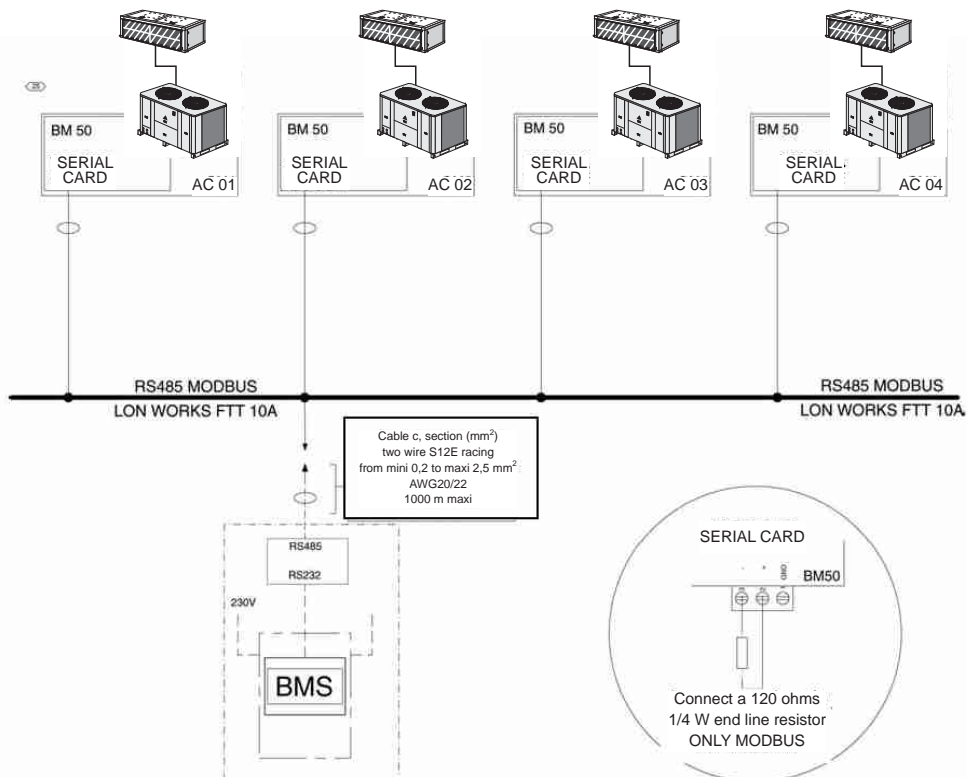 BM 50
SERIAL
CARD
AC 01
BM 50
SERIAL
CARD
AC 02
BM 50
SERIAL
CARD
AC 03
BM 50
SERIAL
CARD
AC 04
RS485 MODBUS
LON WORKS FTT 10A
RS485 MODBUS
LON WORKS FTT 10A
Cable c, section (mm²)
two wire S12E racing
from mini 0,2 to maxi 2,5 mm²
AWG20/22
1000 m maxi
RS485
RS232
230V
BMS
SERIAL CARD
- + GND
BM50
Connect a 120 ohms
1/4 W end line resistor
ONLY MODBUS